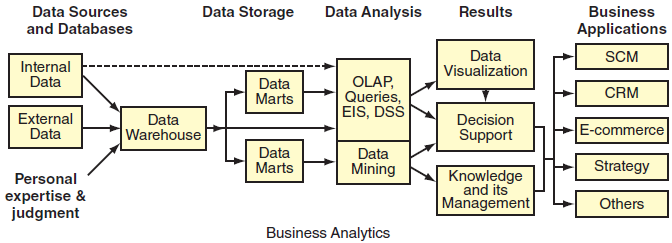 Data Sources
and Databases
Data Storage
Data Analysis
Results
Business
Applications
Internal
Data
External
Data
Personal
expertise &
judgment
Data
Warehouse
Data
Marts
Data
Marts
OLAP,
Queries,
EIS, DSS
Data
Mining
Data
Visualization
Decision
Support
Knowledge
and its
Management
SCM
CRM
E-commerce
Strategy
Others
Business Analytics